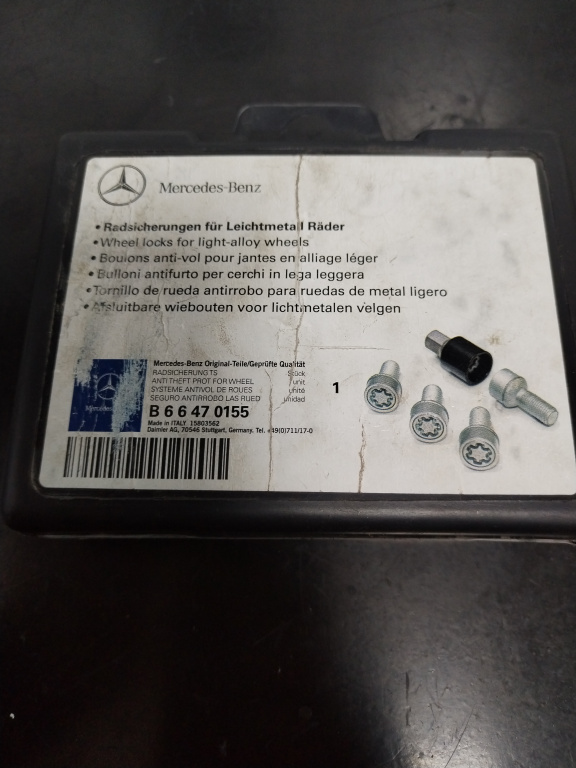 Mercedes-Benz
• Radsicherungen für Leichtmetall Räder
• Wheel locks for light-alloy wheels
• Boulons anti-vol pour jantes en alliage léger
• Bulloni antifurto per cerchi in lega leggera
• Tornillo de rueda antirrobo para ruedas de metal ligero
• Afsluitbare wiebouten voor lichtmetalen velgen
Mercedes-Benz Original-Teile/Geprüfte Qualität
RADSICHERUNGTS Stück
ANTI THEFT PROT FOR WHEEL unit
SYSTEME ANTIVOL DE ROUES unité
SEGURO ANTIRROBO LAS RUED unidad
1
Mercedes
B 6 6 47 0155
Made in ITALY 15803562
Daimler AG, 70546 Stuttgart, Germany. Tel. +49(0)711/17-0